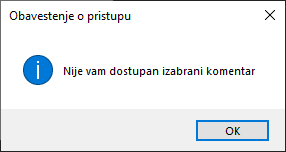 Obavestenje o pristupu
Nije vam dostupan izabrani komentar
OK